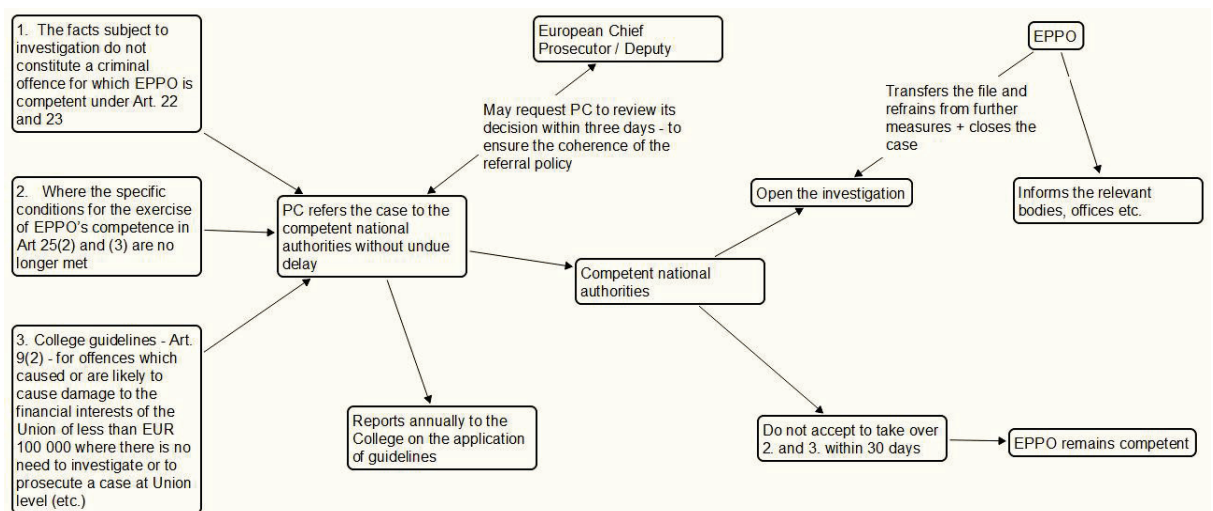 1. The facts subject to
investigation do not
constitute a criminal
offence for which EPPO is
competent under Art. 22
and 23
2. Where the specific
conditions for the exercise
of EPPO's competence in
Art 25(2) and (3) are no
longer met
3. College guidelines - Art.
9(2) - for offences which
caused or are likely to
cause damage to the
financial interests of the
Union of less than EUR
100 000 where there is no
need to investigate or to
prosecute a case at Union
level (etc.)
PC refers the case to the
competent national
authorities without undue
delay
European Chief
Prosecutor / Deputy
May request PC to review its
decision within three days - to
ensure the coherence of the
referral policy
Reports annually to the
College on the application
of guidelines
Competent national
authorities
EPPO
Transfers the file and
refrains from further
measures + closes the
case
Open the investigation
Informs the relevant
bodies, offices etc.
Do not accept to take over
2. and 3. within 30 days
EPPO remains competent